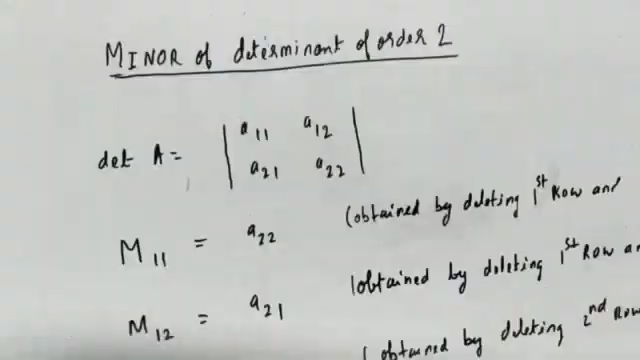 MINOR of determinant of order 2
det A = | a11 a12 |
| a21 a22 |
M11 = a22 (obtained by deleting 1st Row and
M12 = a21 (obtained by deleting 1st Row an
(obtained by deleting 2nd Row